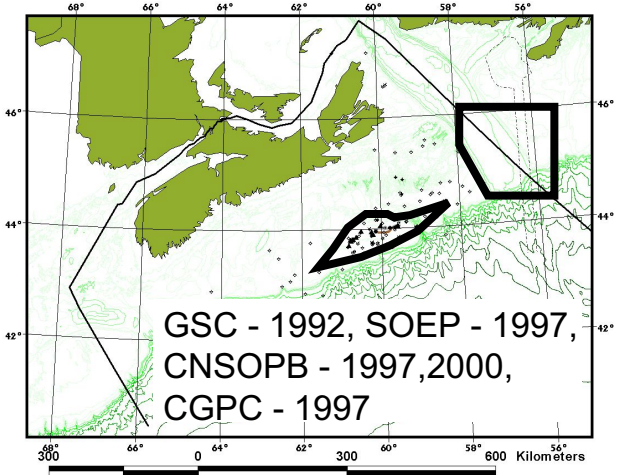 68° 66° 64° 62° 60° 58° 56°
46° 46°
44° 44°
42° 42°
GSC - 1992, SOEP - 1997,
CNSOPB - 1997,2000,
CGPC - 1997
68° 66° 64° 62° 60° 58° 56°
300 0 300 600 Kilometers